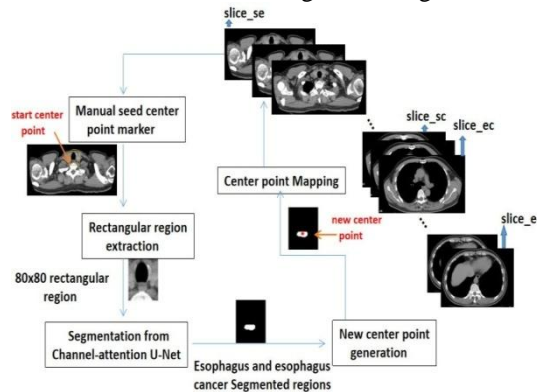 slice_se
Manual seed center
point marker
start center
point
slice_sc
slice_ec
Center point Mapping
slice_e
Rectangular region
extraction
new center
point
80x80 rectangular
region
Segmentation from
Channel-attention U-Net
Esophagus and esophagus
cancer Segmented regions
New center point
generation